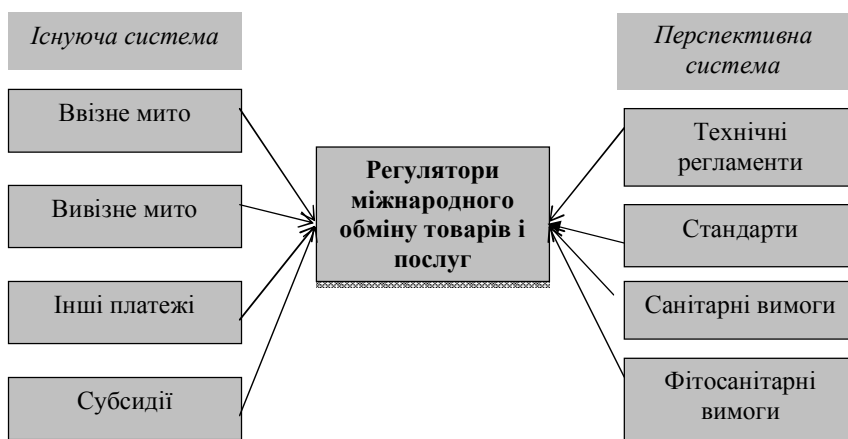 Існуюча система
Ввізне мито
Вивізне мито
Інші платежі
Субсидії
Регулятори
міжнародного
обміну товарів і
послуг
Перспективна
система
Технічні
регламенти
Стандарти
Санітарні вимоги
Фітосанітарні
вимоги